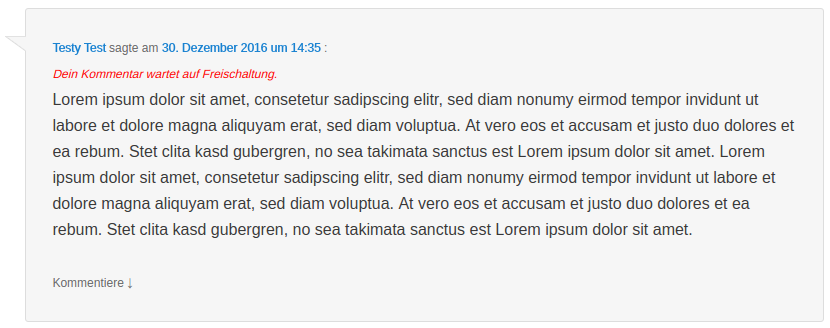 Testy Test sagte am 30. Dezember 2016 um 14:35 :
Dein Kommentar wartet auf Freischaltung.
Lorem ipsum dolor sit amet, consetetur sadipscing elitr, sed diam nonumy eirmod tempor invidunt ut
labore et dolore magna aliquyam erat, sed diam voluptua. At vero eos et accusam et justo duo dolores et
ea rebum. Stet clita kasd gubergren, no sea takimata sanctus est Lorem ipsum dolor sit amet. Lorem
ipsum dolor sit amet, consetetur sadipscing elitr, sed diam nonumy eirmod tempor invidunt ut labore et
dolore magna aliquyam erat, sed diam voluptua. At vero eos et accusam et justo duo dolores et ea
rebum. Stet clita kasd gubergren, no sea takimata sanctus est Lorem ipsum dolor sit amet.
Kommentiere ↓